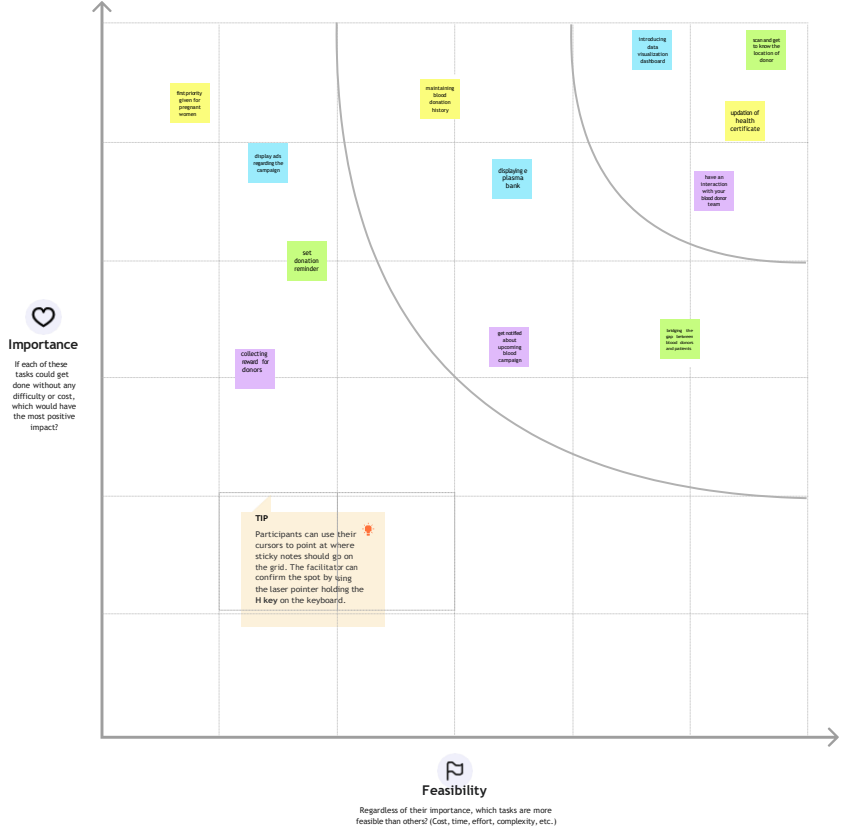 introducing
data
visualization
dashboard
scan and get
to know the
location of
donor
first priority
given for
pregnant
women
maintaining
blood
donation
history
updation of
health
certificate
display ads
regarding the
campaign
displaying e
plasma
bank
have an
interaction
with your
blood donor
team
set
donation
reminder
get notified
about
upcoming
blood
campaign
bridging the
gap between
blood donors
and patients
collecting
reward for
donors
Importance
If each of these
tasks could get
done without any
difficulty or cost,
which would have
the most positive
impact?
TIP
Participants can use their
cursors to point at where
sticky notes should go on
the grid. The facilitator can
confirm the spot by using
the laser pointer holding the
H key on the keyboard.
Feasibility
Regardless of their importance, which tasks are more
feasible than others? (Cost, time, effort, complexity, etc.)